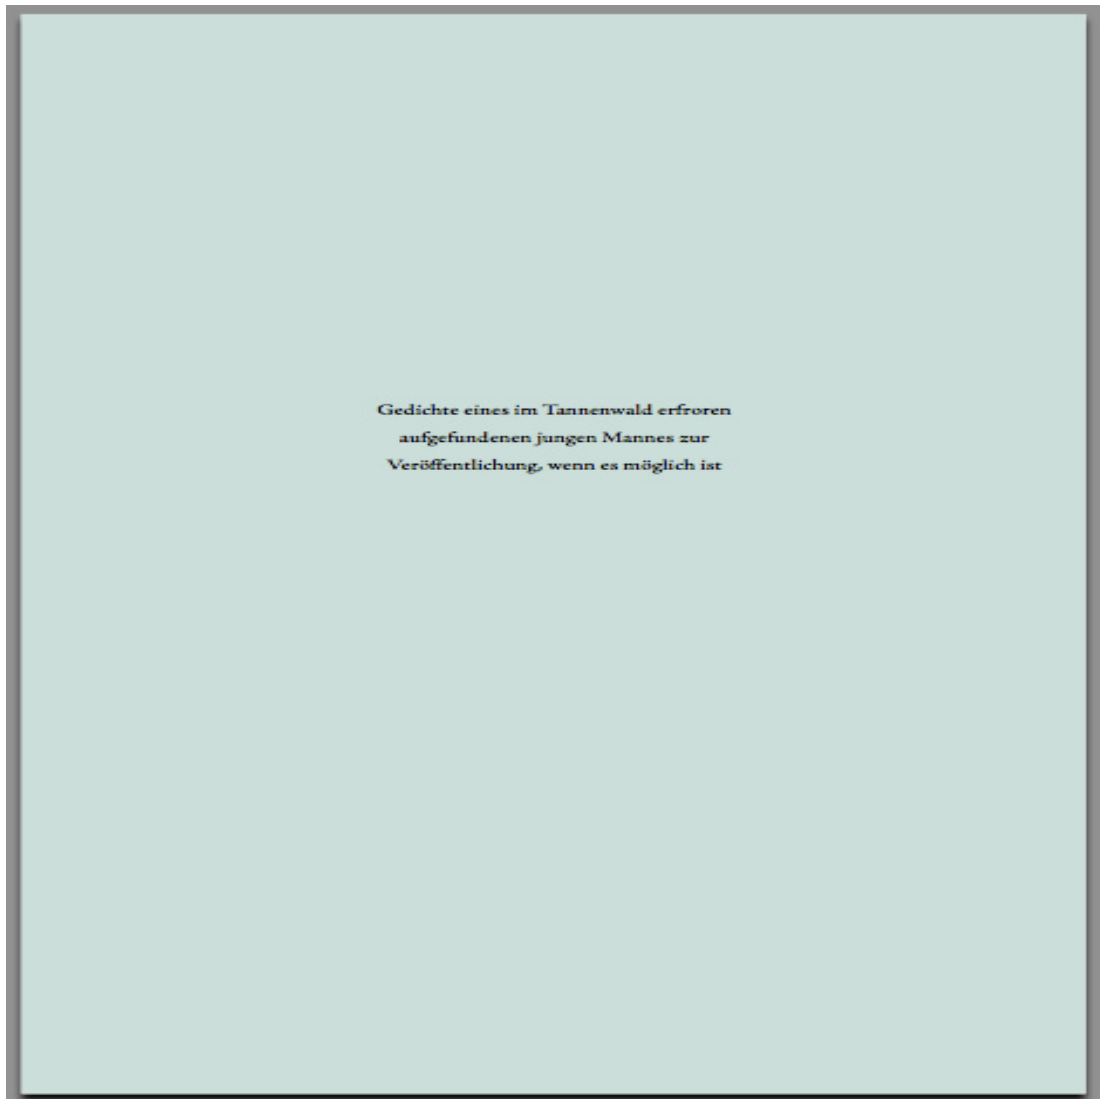 Gedichte eines im Tannenwald erfroren
aufgefundenen jungen Mannes zur
Veröffentlichung, wenn es möglich ist